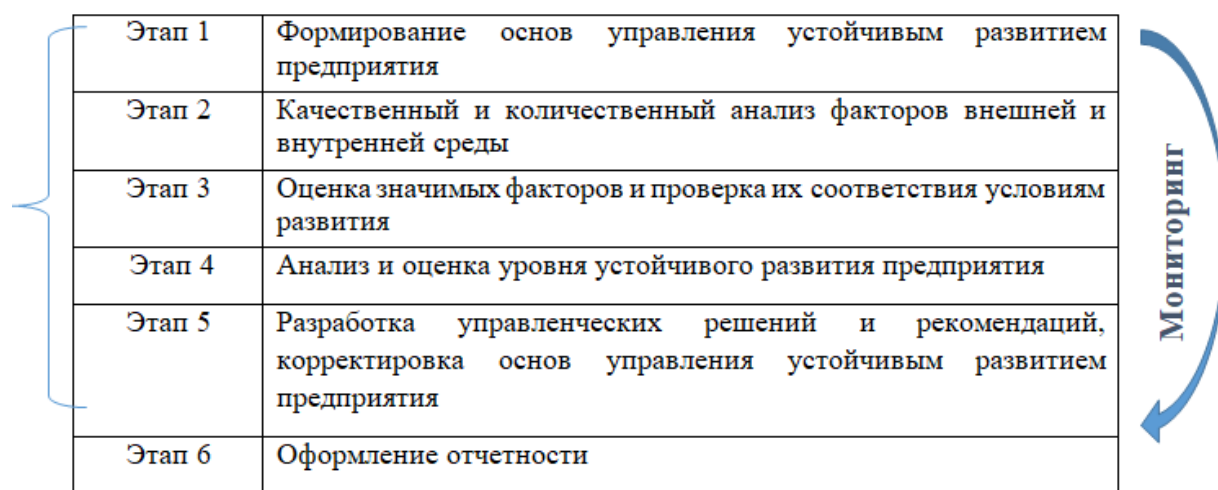 Этап 1
Формирование основ управления устойчивым развитием
предприятия
Этап 2
Качественный и количественный анализ факторов внешней и
внутренней среды
Этап 3
Оценка значимых факторов и проверка их соответствия условиям
развития
Этап 4
Анализ и оценка уровня устойчивого развития предприятия
Этап 5
Разработка управленческих решений и рекомендаций,
корректировка основ управления устойчивым развитием
предприятия
Этап 6
Оформление отчетности
Мониторинг